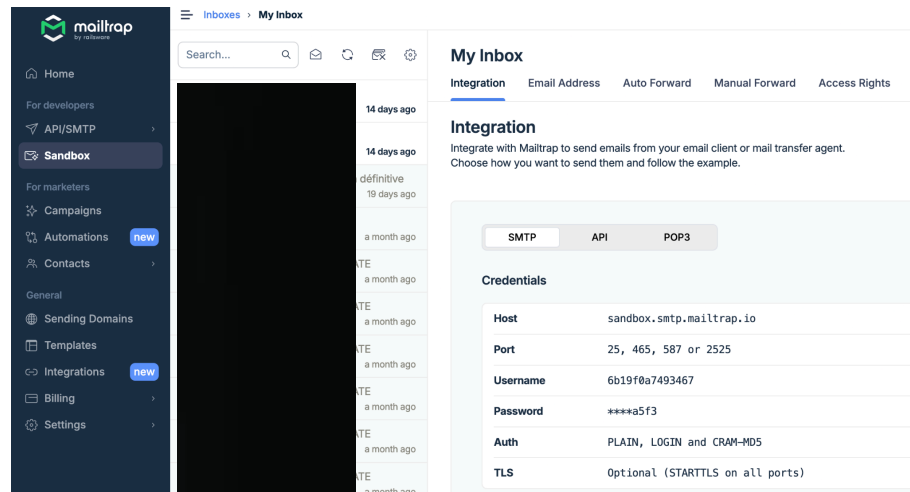 mailtrap
by railsware
Home
For developers
API/SMTP
Sandbox
For marketers
Campaigns
Automations new
Contacts
General
Sending Domains
Templates
Integrations new
Billing
Settings
Inboxes › My Inbox
Search...
14 days ago
14 days ago
définitive
19 days ago
a month ago
ATE
a month ago
ATE
a month ago
ATE
a month ago
ATE
a month ago
ATE
a month ago
ATE
a month ago
My Inbox
Integration Email Address Auto Forward Manual Forward Access Rights
Integration
Integrate with Mailtrap to send emails from your email client or mail transfer agent.
Choose how you want to send them and follow the example.
SMTP API POP3
Credentials
Host sandbox.smtp.mailtrap.io
Port 25, 465, 587 or 2525
Username 6b19f0a7493467
Password ****a5f3
Auth PLAIN, LOGIN and CRAM-MD5
TLS Optional (STARTTLS on all ports)